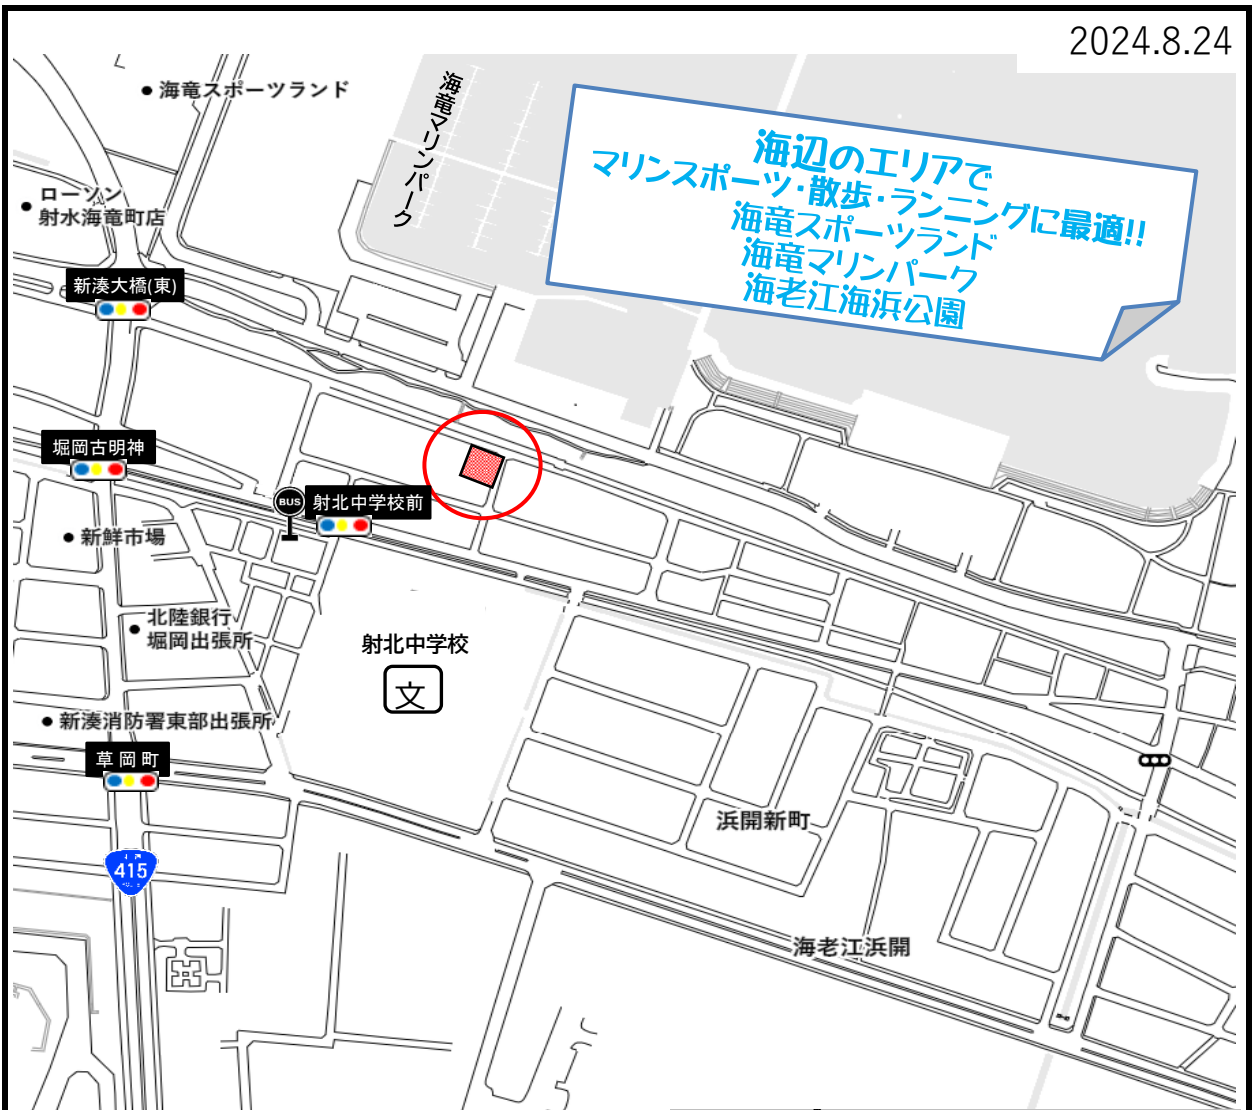 2024.8.24
海竜スポーツランド
海竜マリンパーク
海辺のエリアで
マリンスポーツ・散歩・ランニングに最適!!
海竜スポーツランド
海竜マリンパーク
海老江海浜公園
ローソン
射水海竜町店
新湊大橋(東)
堀岡古明神
BUS
射北中学校前
新鮮市場
北陸銀行
堀岡出張所
射北中学校
文
新湊消防署東部出張所
草岡町
浜開新町
415
海老江浜開